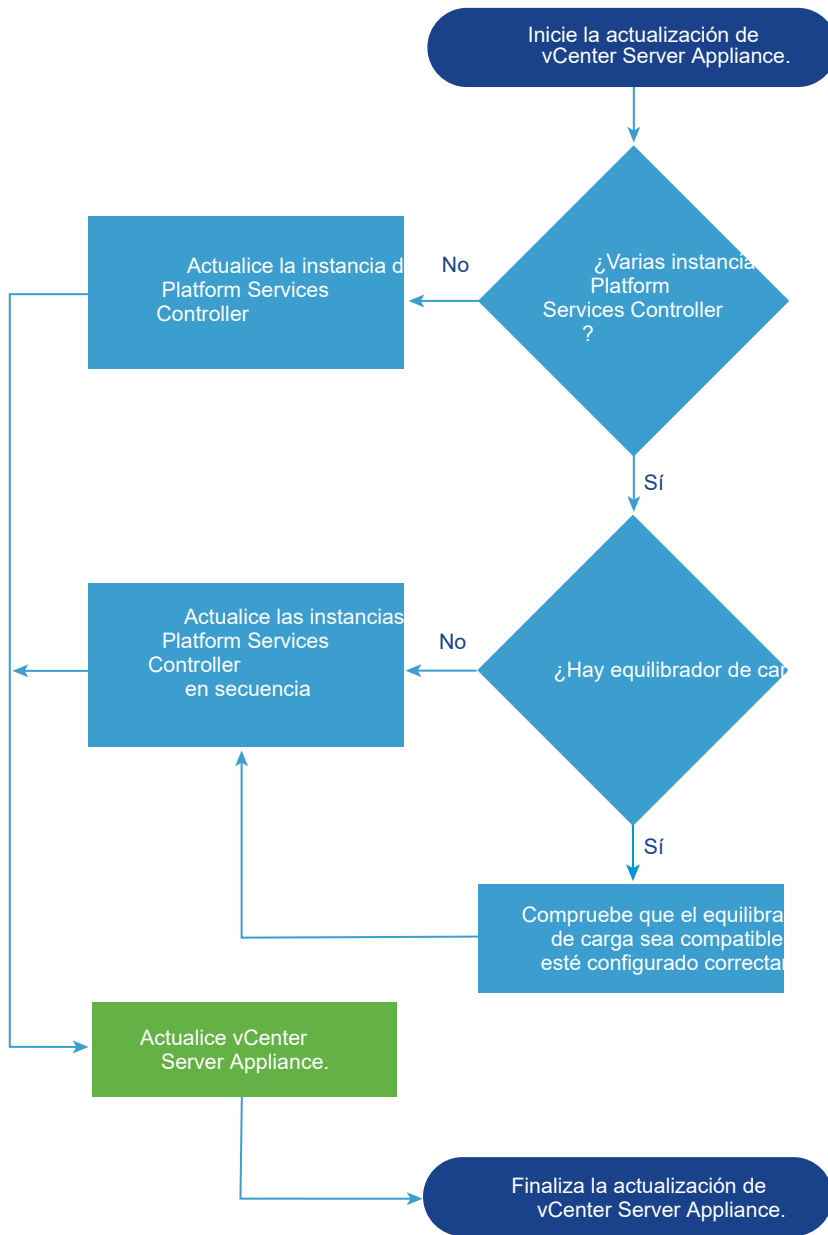 Inicie la actualización de
vCenter Server Appliance.
Actualice la instancia d
Platform Services
Controller
No
¿Varias instancia
Platform
Services Controller
?
Sí
Actualice las instancias
Platform Services
Controller
en secuencia
No
¿Hay equilibrador de car
Sí
Compruebe que el equilibra
de carga sea compatible
esté configurado correctar
Actualice vCenter
Server Appliance.
Finaliza la actualización de
vCenter Server Appliance.